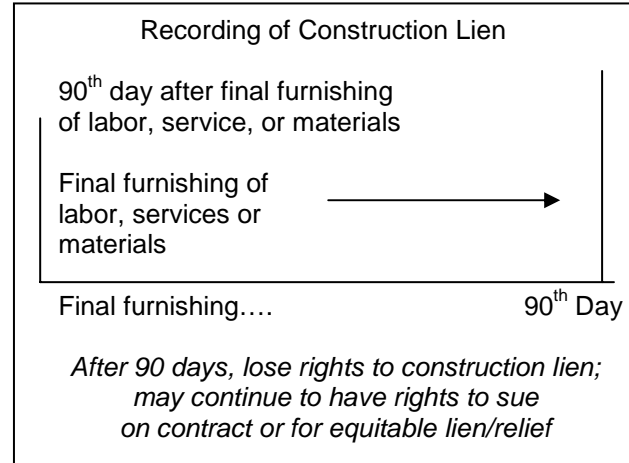 Recording of Construction Lien
90th day after final furnishing
of labor, service, or materials
Final furnishing of
labor, services or
materials
Final furnishing…. 90th Day
After 90 days, lose rights to construction lien;
may continue to have rights to sue
on contract or for equitable lien/relief